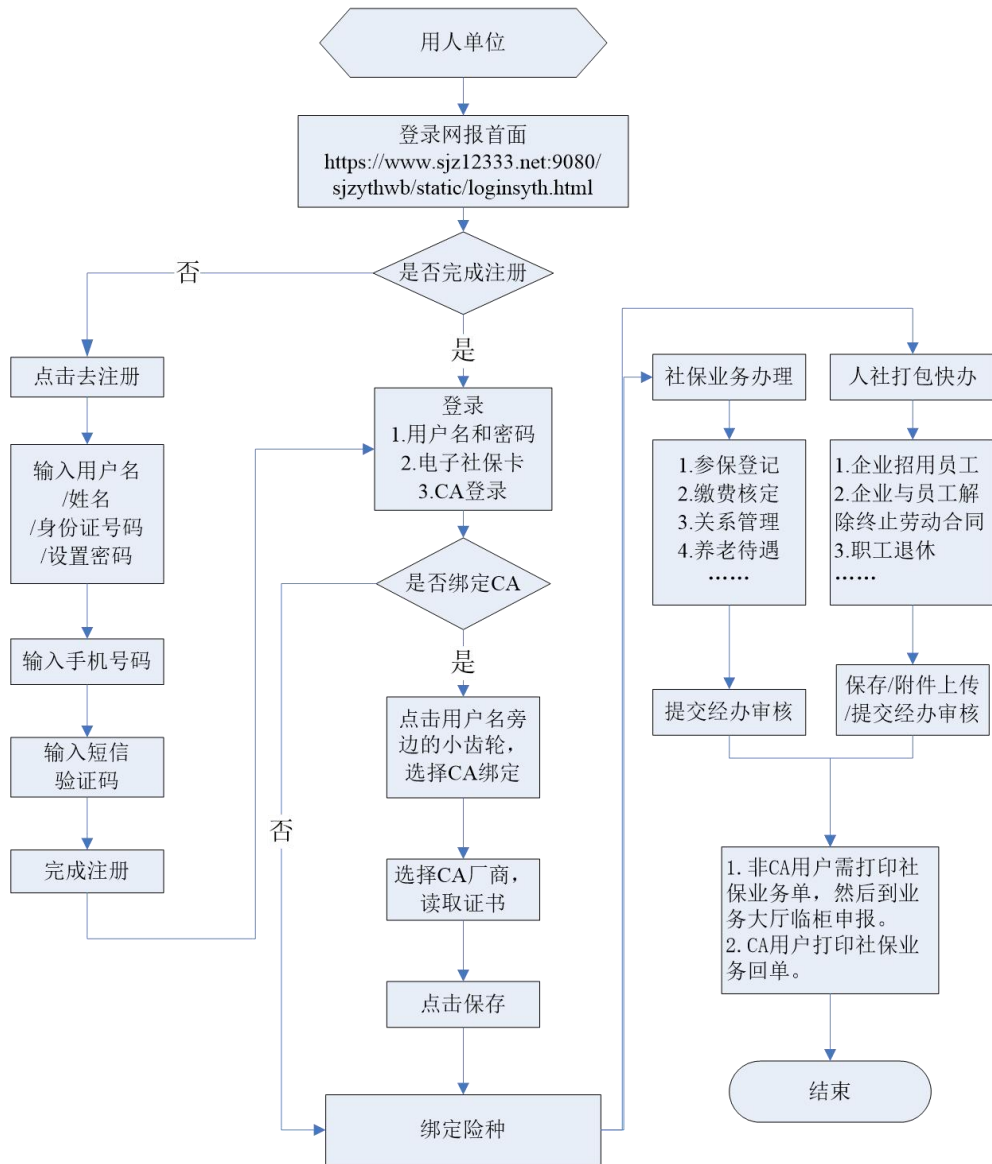 用人单位
登录网报首面
https://www.sjz12333.net:9080/
sjzythwb/static/loginsyth.html
是否完成注册
否
是
点击去注册
输入用户名
/姓名
/身份证号码
/设置密码
输入手机号码
输入短信
验证码
完成注册
登录
1.用户名和密码
2.电子社保卡
3.CA登录
是否绑定CA
是
否
点击用户名旁
边的小齿轮，
选择CA绑定
选择CA厂商，
读取证书
点击保存
绑定险种
社保业务办理
1.参保登记
2.缴费核定
3.关系管理
4.养老待遇
……
提交经办审核
人社打包快办
1.企业招用员工
2.企业与员工解
除终止劳动合同
3.职工退休
……
保存/附件上传
/提交经办审核
1. 非CA用户需打印社
保业务单，然后到业
务大厅临柜申报。
2. CA用户打印社保业
务回单。
结束